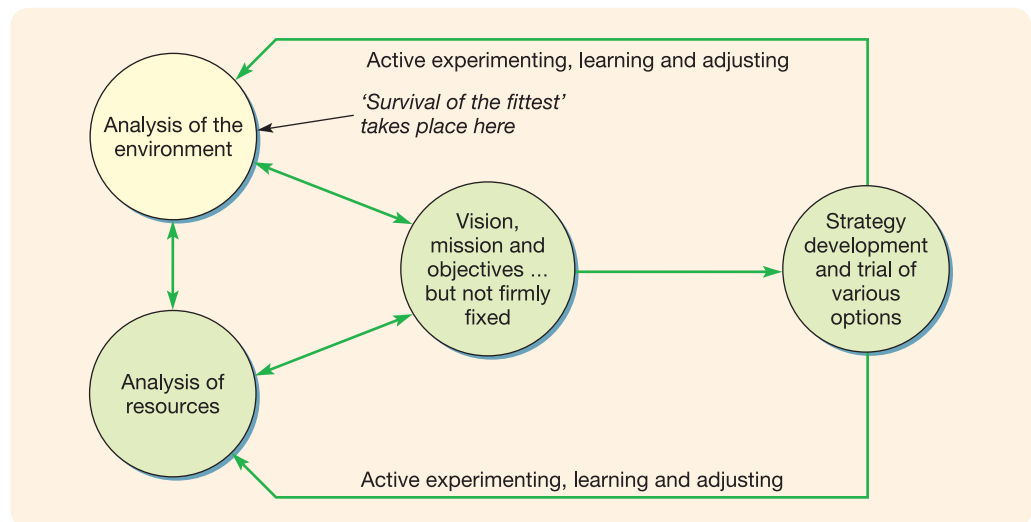 Active experimenting, learning and adjusting
‘Survival of the fittest’
takes place here
Analysis of the
environment
Vision,
mission and
objectives ...
but not firmly
fixed
Strategy
development
and trial of
various
options
Analysis of
resources
Active experimenting, learning and adjusting